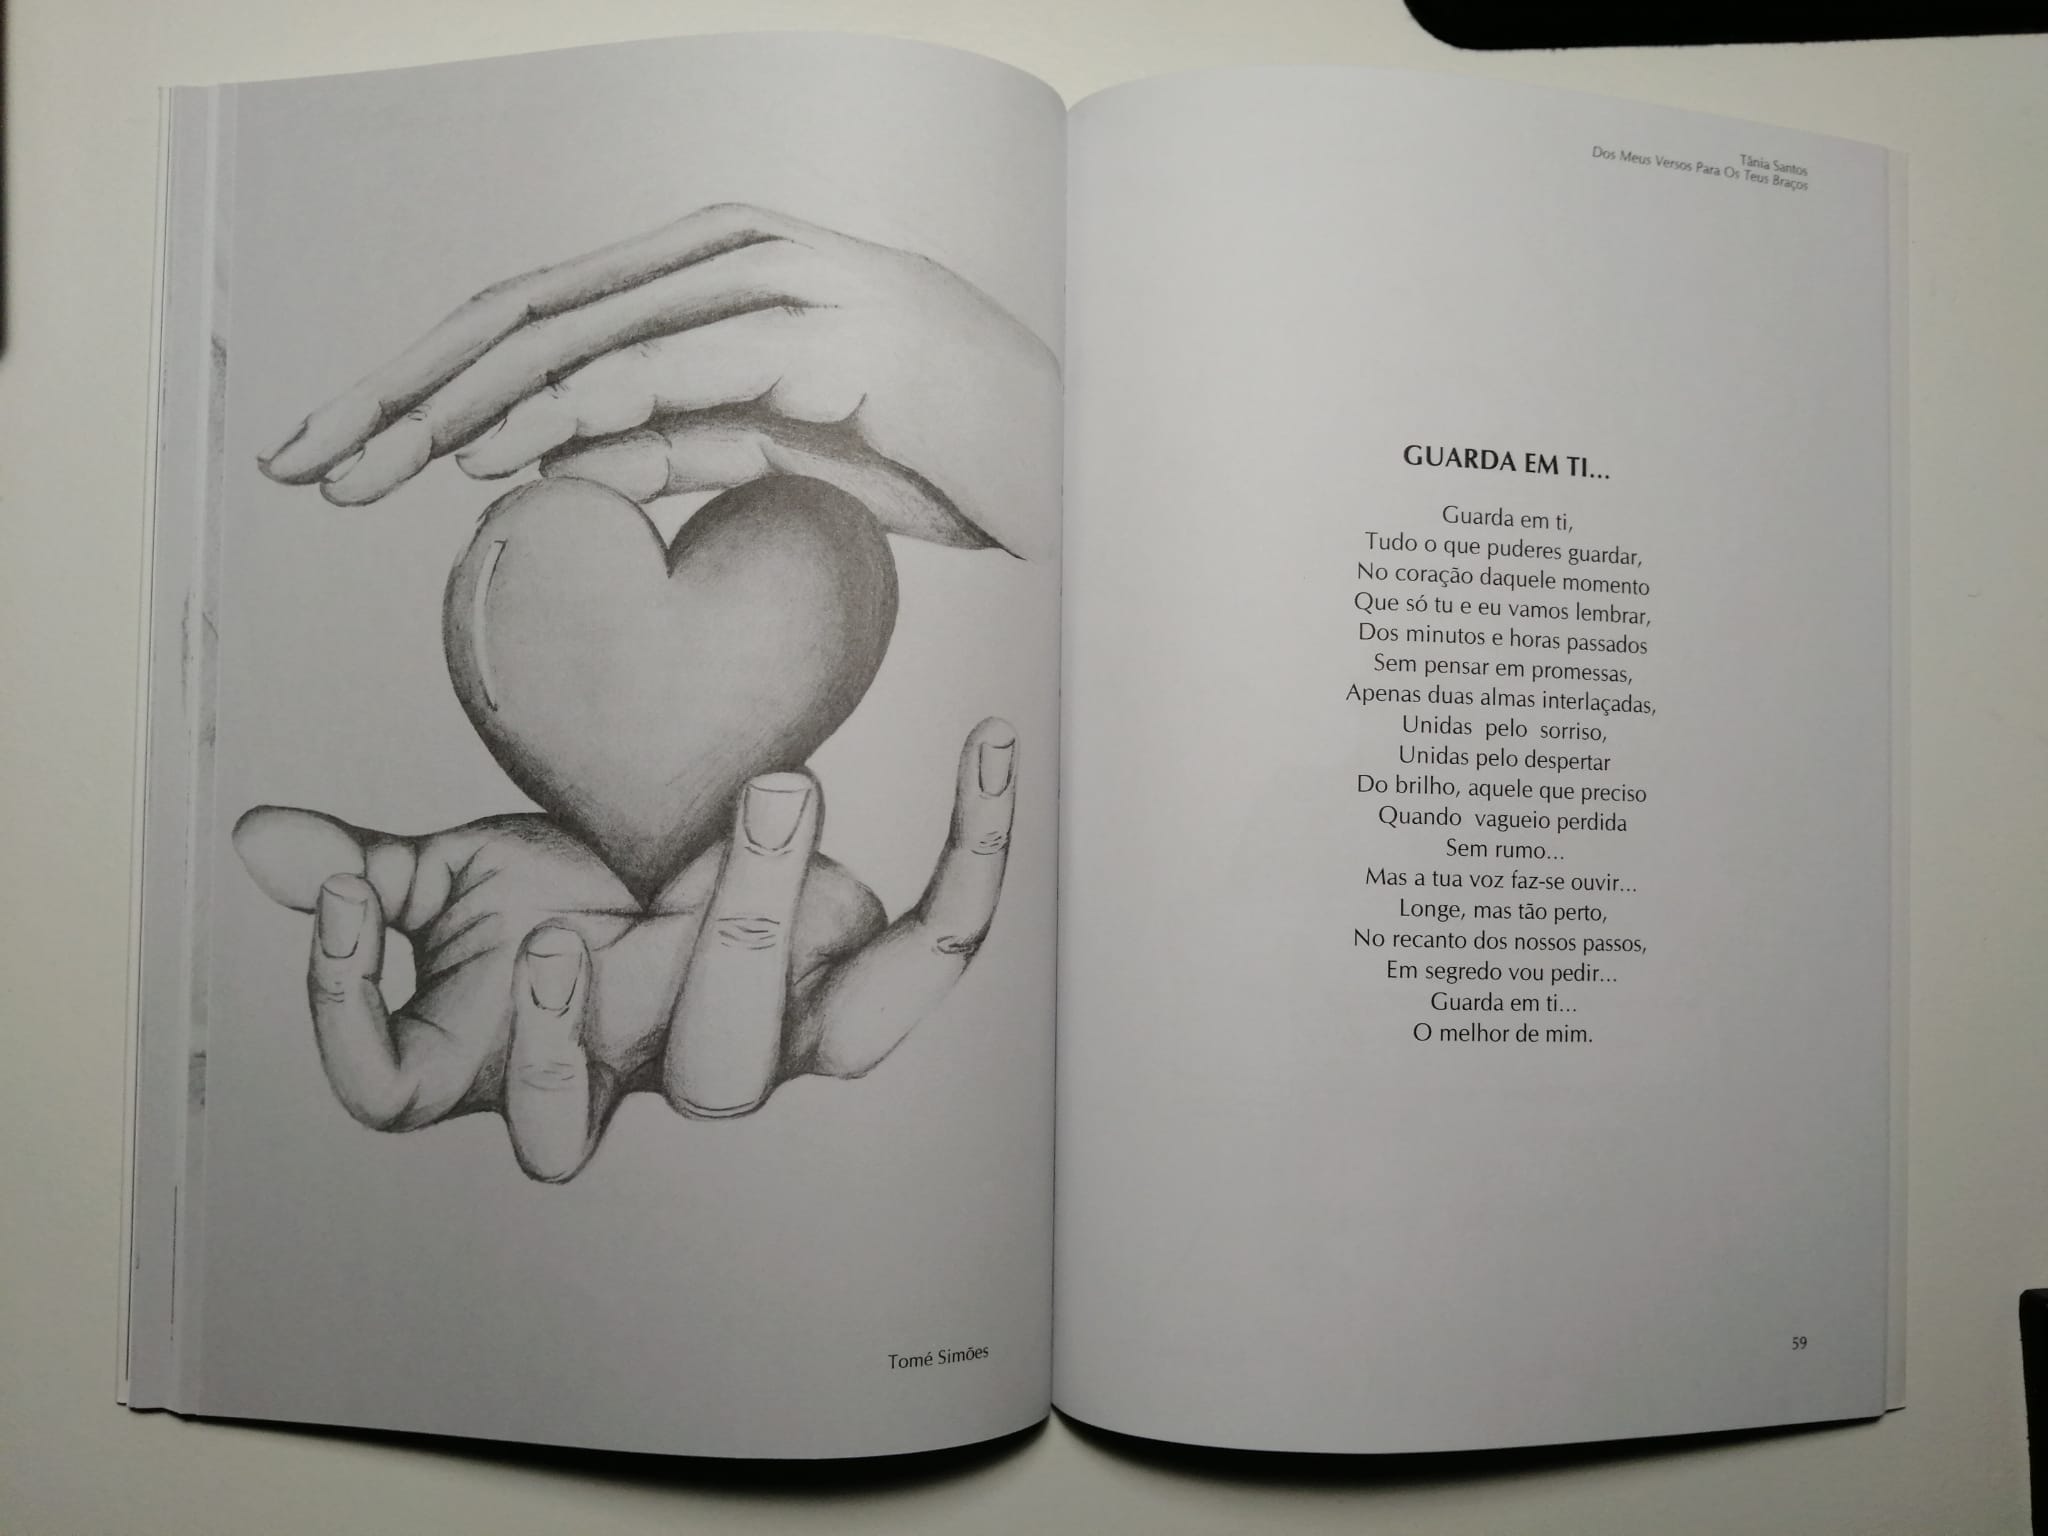 Tomé Simões
Tânia Santos
Dos Meus Versos Para Os Teus Braços
GUARDA EM TI...
Guarda em ti,
Tudo o que puderes guardar,
No coração daquele momento
Que só tu e eu vamos lembrar,
Dos minutos e horas passados
Sem pensar em promessas,
Apenas duas almas interlaçadas,
Unidas pelo sorriso,
Unidas pelo despertar
Do brilho, aquele que preciso
Quando vagueio perdida
Sem rumo...
Mas a tua voz faz-se ouvir...
Longe, mas tão perto,
No recanto dos nossos passos,
Em segredo vou pedir...
Guarda em ti...
O melhor de mim.
59